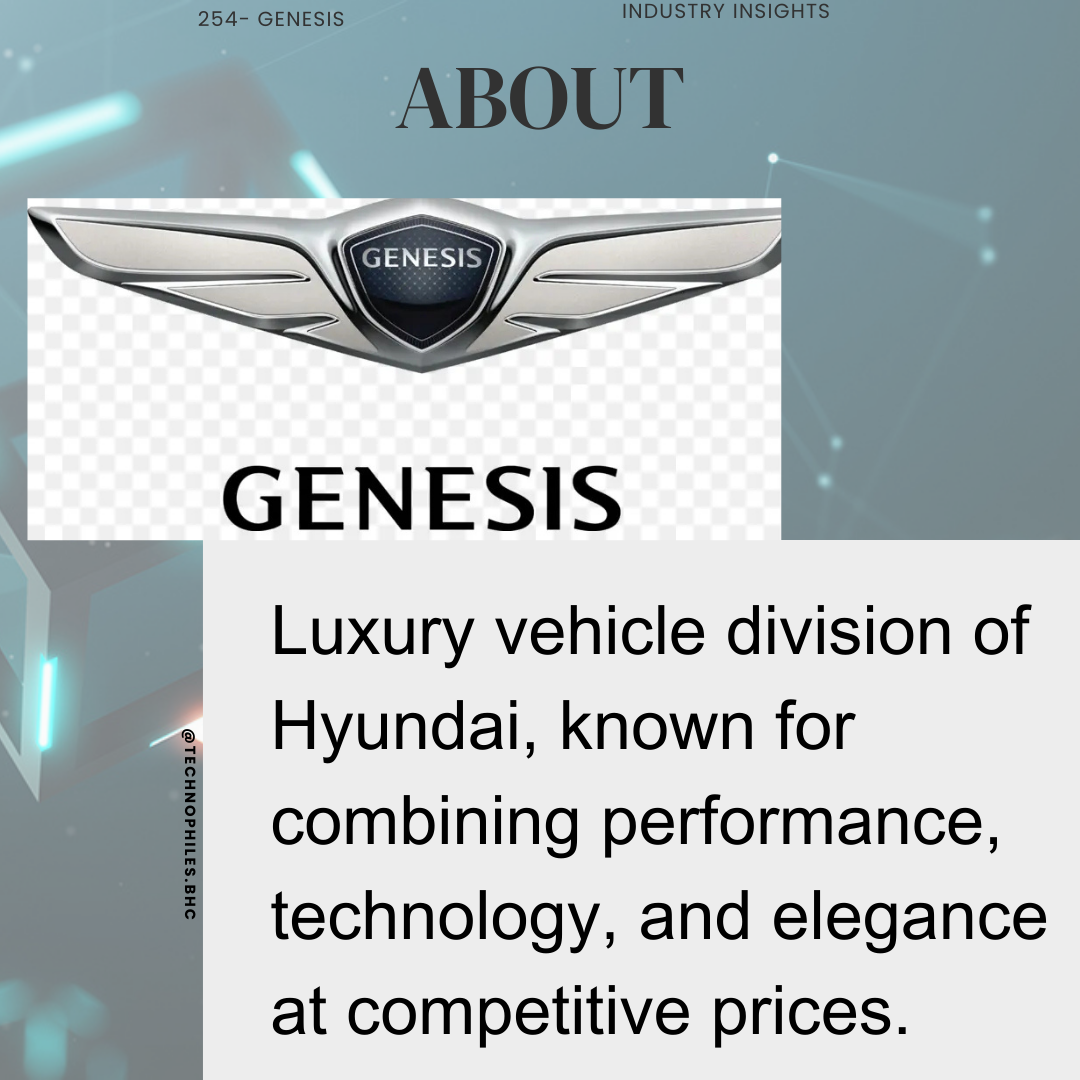 254- GENESIS
INDUSTRY INSIGHTS
ABOUT
GENESIS
GENESIS
Luxury vehicle division of
Hyundai, known for
combining performance,
technology, and elegance
at competitive prices.
@TECHNOPHILES.BHC